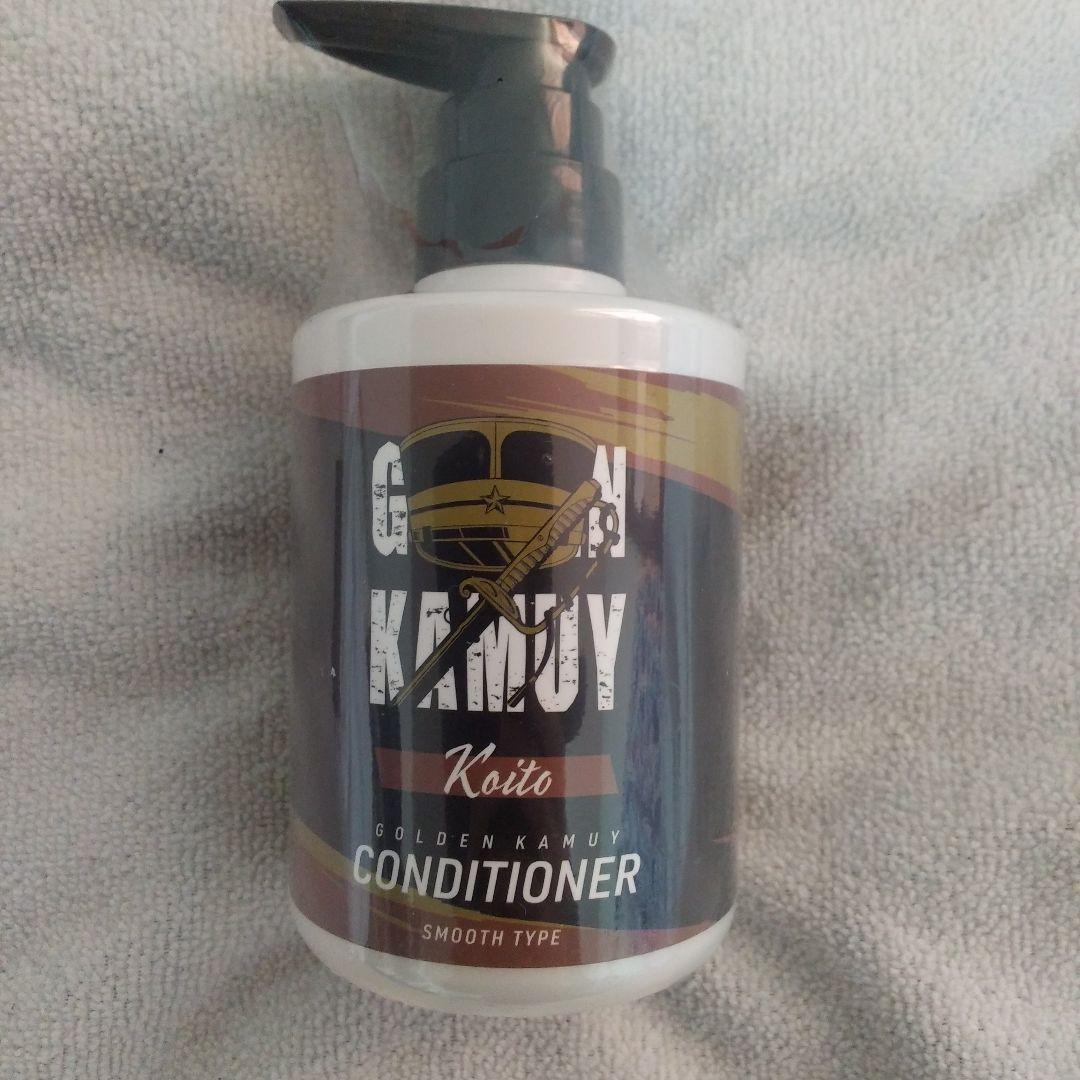 G N
KAMUY
Koito
GOLDEN KAMUY
CONDITIONER
SMOOTH TYPE